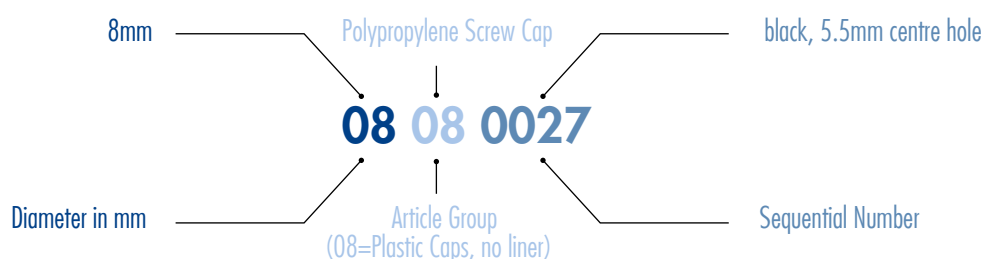 8mm
Polypropylene Screw Cap
black, 5.5mm centre hole
08 08 0027
Diameter in mm
Article Group
(08=Plastic Caps, no liner)
Sequential Number